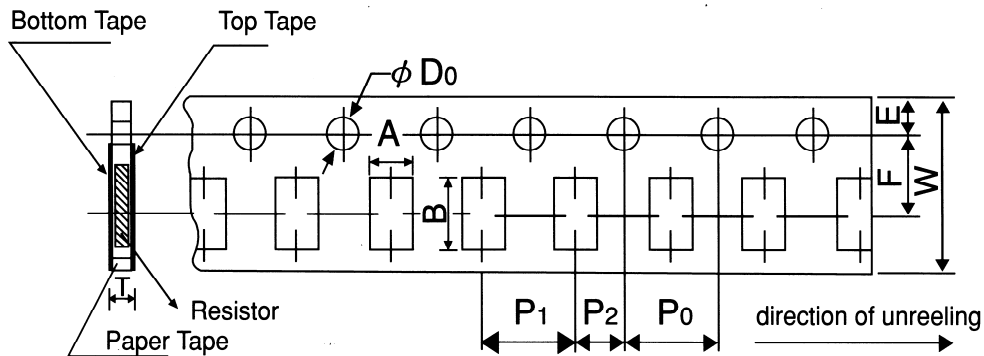 Bottom Tape
Top Tape
ϕ D0
A
B
E
F
W
T
Resistor
Paper Tape
P1
P2
P0
direction of unreeling